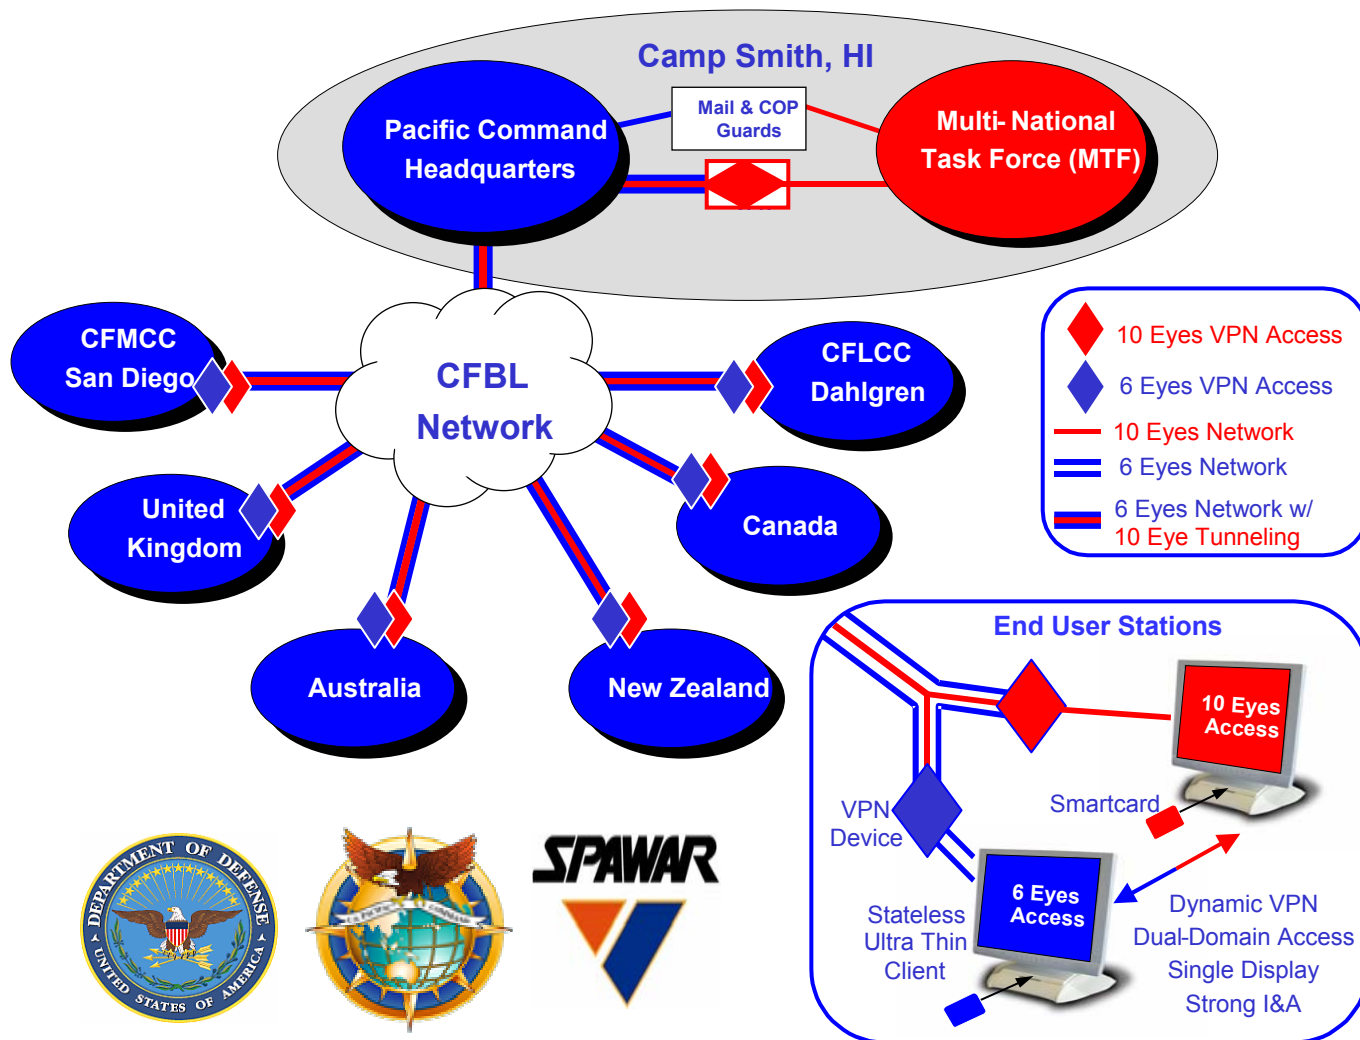 Camp Smith, HI
Pacific Command
Headquarters
Mail & COP
Guards
Multi- National
Task Force (MTF)
CFMCC
San Diego
CFBL
Network
CFLCC
Dahlgren
United
Kingdom
Canada
Australia
New Zealand
10 Eyes VPN Access
6 Eyes VPN Access
10 Eyes Network
6 Eyes Network
6 Eyes Network w/
10 Eye Tunneling
End User Stations
10 Eyes
Access
Smartcard
VPN
Device
6 Eyes
Access
Stateless
Ultra Thin
Client
Dynamic VPN
Dual-Domain Access
Single Display
Strong I&A
DEPARTMENT OF DEFENSE
UNITED STATES OF AMERICA
U.S. PACIFIC COMMAND
SPAWAR